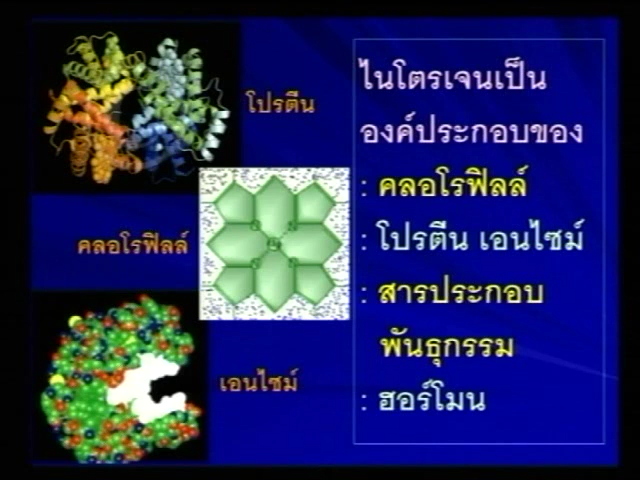 โปรตีน
คลอโรฟิลล์
เอนไซม์
ไนโตรเจนเป็น
องค์ประกอบของ
: คลอโรฟิลล์
: โปรตีน เอนไซม์
: สารประกอบ
พันธุกรรม
: ฮอร์โมน